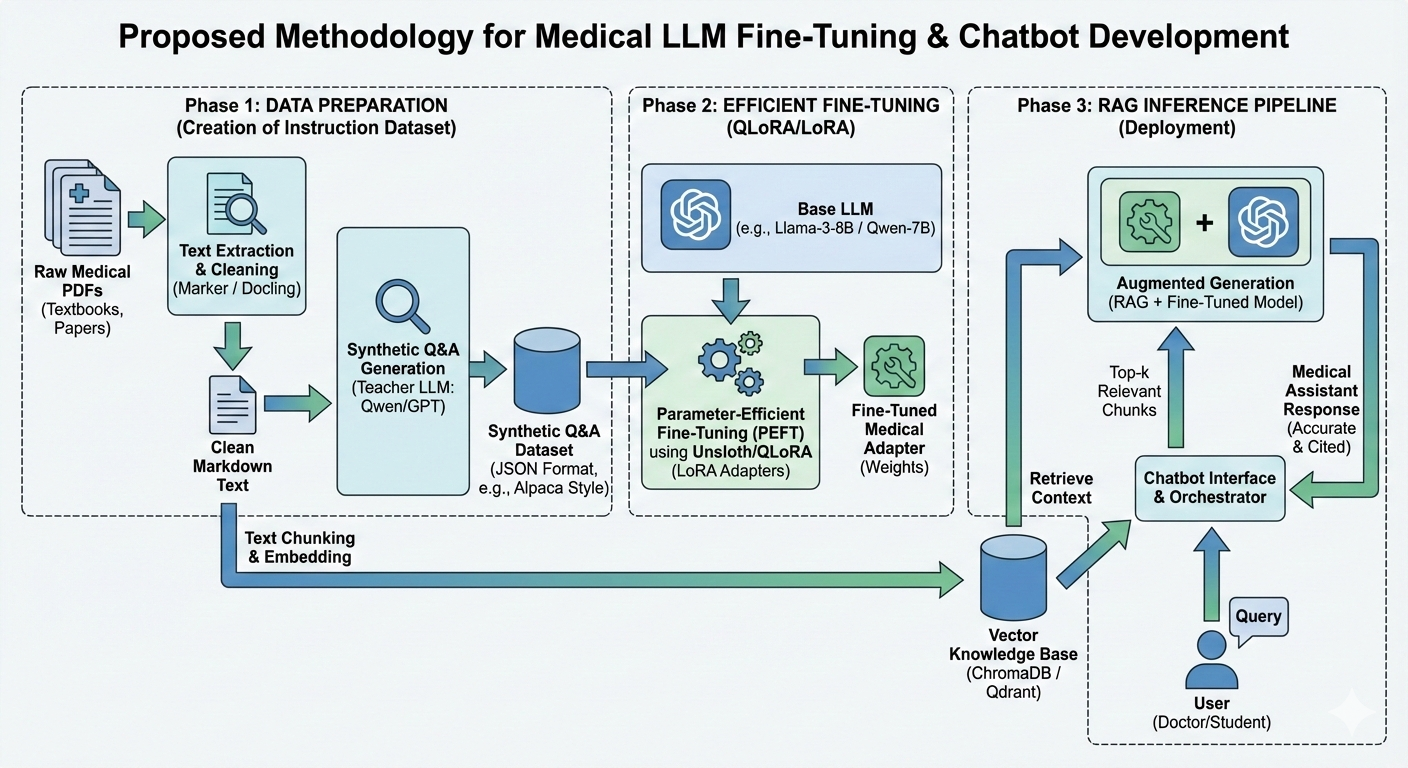 Proposed Methodology for Medical LLM Fine-Tuning & Chatbot Development
Phase 1: DATA PREPARATION
(Creation of Instruction Dataset)
Raw Medical
PDFs
(Textbooks,
Papers)
Text Extraction
& Cleaning
(Marker / Docling)
Clean
Markdown
Text
Synthetic Q&A
Generation
(Teacher LLM:
Qwen/GPT)
Synthetic Q&A
Dataset
(JSON Format,
e.g., Alpaca Style)
Text Chunking
& Embedding
Phase 2: EFFICIENT FINE-TUNING
(QLoRA/LoRA)
Base LLM
(e.g., Llama-3-8B / Qwen-7B)
Parameter-Efficient
Fine-Tuning (PEFT)
using Unsloth/QLoRA
(LoRA Adapters)
Fine-Tuned
Medical
Adapter
(Weights)
Phase 3: RAG INFERENCE PIPELINE
(Deployment)
+
Augmented Generation
(RAG + Fine-Tuned Model)
Top-k
Relevant
Chunks
Medical
Assistant
Response
(Accurate
& Cited)
Retrieve
Context
Chatbot Interface
& Orchestrator
Vector
Knowledge Base
(ChromaDB /
Qdrant)
Query
User
(Doctor/Student)